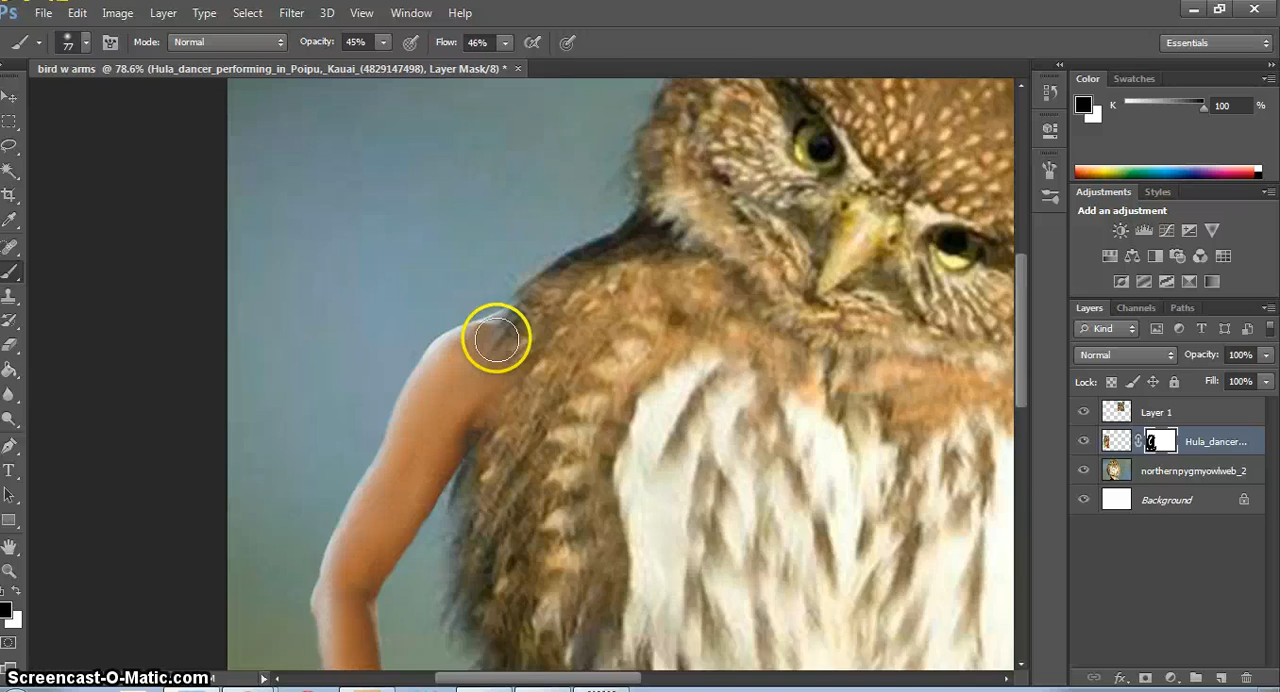 Ps File Edit Image Layer Type Select Filter 3D View Window Help
77 Mode: Normal Opacity: 45% Flow: 46% Essentials
bird w arms @ 78.6% (Hula_dancer_performing_in_Poipu,_Kauai_(4829147498), Layer Mask/8) * ×
Color Swatches
K 100 %
Adjustments Styles
Add an adjustment
Layers Channels Paths
Kind
Normal Opacity: 100%
Lock: Fill: 100%
Layer 1
Hula_dancer...
northernpygmyowlweb_2
Background
Screencast-O-Matic.com